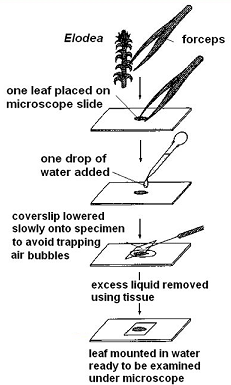 Elodea
forceps
one leaf placed on
microscope slide
one drop of
water added
coverslip lowered
slowly onto specimen
to avoid trapping
air bubbles
excess liquid removed
using tissue
leaf mounted in water
ready to be examined
under microscope